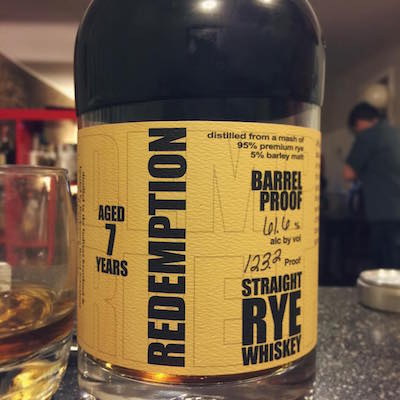 AGED
7
YEARS
REDEMPTION
distilled from a mash of
95% premium rye
5% barley malt
BARREL
PROOF
61.6 %
alc by vol
123.2 Proof
STRAIGHT
RYE
WHISKEY